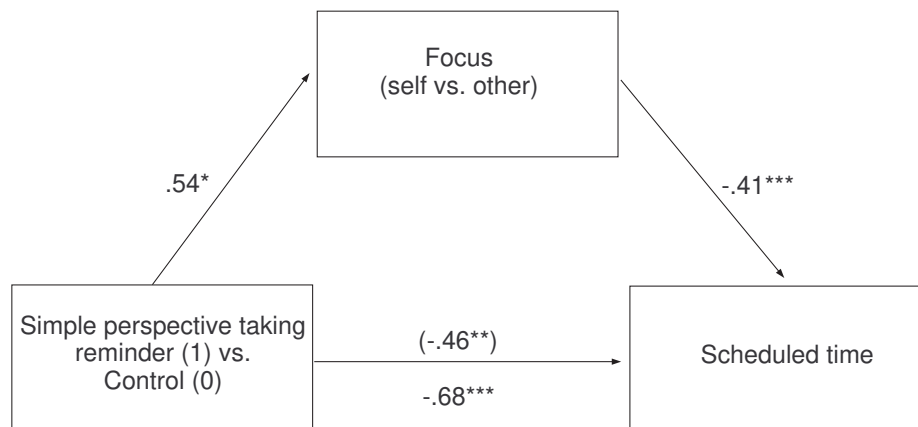 Focus
(self vs. other)
.54*
-.41***
Simple perspective taking
reminder (1) vs.
Control (0)
(-.46**)
-.68***
Scheduled time